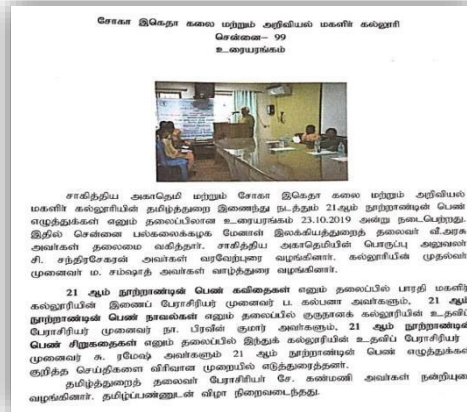 சோகா இகெதா கலை மற்றும் அறிவியல் மகளிர் கல்லூரி
சென்னை– 99
உரையரங்கம்
சாகித்திய அகாதெமி மற்றும் சோகா இகெதா கலை மற்றும் அறிவியல்
மகளிர் கல்லூரியின் தமிழ்த்துறை இணைந்து நடத்தும் 21ஆம் நூற்றாண்டின் பெண்
எழுத்துக்கள் எனும் தலைப்பிலான உரையரங்கம் 23.10.2019 அன்று நடைபெற்றது.
இதில் சென்னை பல்கலைக்கழக மேனாள் இலக்கியத்துறைத் தலைவர் வீ.அரசு
அவர்கள் தலைமை வகித்தார். சாகித்திய அகாதெமியின் பொருப்பு அலுவலர்
சி. சந்திரசேகரன் அவர்கள் வரவேற்புரை வழங்கினார். கல்லூரியின் முதல்வர்
முனைவர் ம. சம்ஷாத் அவர்கள் வாழ்த்துரை வழங்கினார்.
21 ஆம் நூற்றாண்டின் பெண் கவிதைகள் எனும் தலைப்பில் பாரதி மகளிர்
கல்லூரியின் இணைப் பேராசிரியர் முனைவர் ப. கல்பனா அவர்களும், 21 ஆம்
நூற்றாண்டின் பெண் நாவல்கள் எனும் தலைப்பில் குருநானக் கல்லூரியின் உதவிப்
பேராசிரியர் முனைவர் நா. பிரவீன் குமார் அவர்களும், 21 ஆம் நூற்றாண்டின்
பெண் சிறுகதைகள் எனும் தலைப்பில் இந்துக் கல்லூரியின் உதவிப் பேராசிரியர்
முனைவர் சு. ரமேஷ் அவர்களும் 21 ஆம் நூற்றாண்டின் பெண் எழுத்துக்கள்
குறித்த செய்திகளை விரிவான முறையில் எடுத்துரைத்தனர்.
தமிழ்த்துறைத் தலைவர் பேராசிரியர் சே. கண்மணி அவர்கள் நன்றியுரை
வழங்கினார். தமிழ்ப்பண்ணுடன் விழா நிறைவடைந்தது.